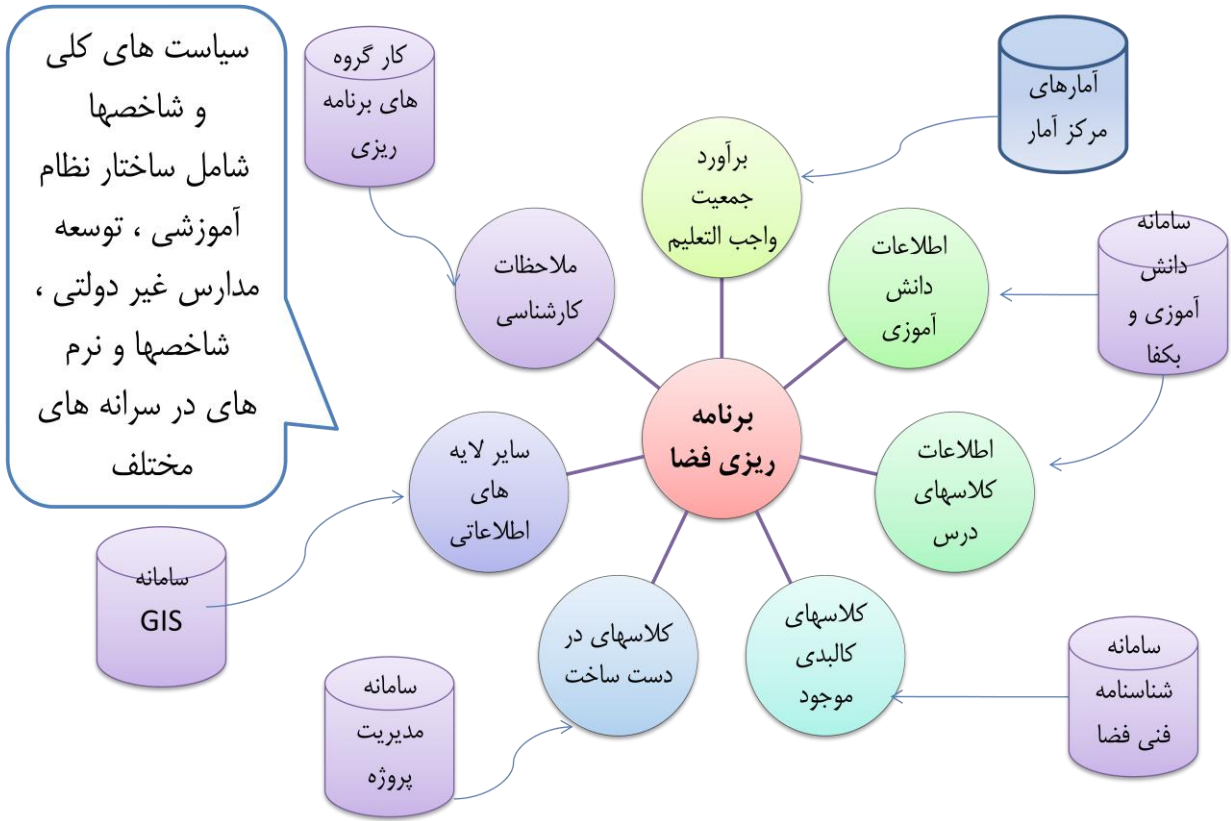 سیاست های کلی
و شاخصها
شامل ساختار نظام
آموزشی ، توسعه
مدارس غیر دولتی ،
شاخصها و نرم
های در سرانه های
مختلف
کار گروه
های برنامه
ریزی
آمارهای
مرکز آمار
برآورد
جمعیت
واجب التعلیم
ملاحظات
کارشناسی
اطلاعات
دانش
آموزی
سامانه
دانش
آموزی و
بکفا
برنامه
ریزی فضا
سایر لایه
های
اطلاعاتی
اطلاعات
کلاسهای
درس
سامانه
GIS
کلاسهای در
دست ساخت
کلاسهای
کالبدی
موجود
سامانه
مدیریت
پروژه
سامانه
شناسنامه
فنی فضا